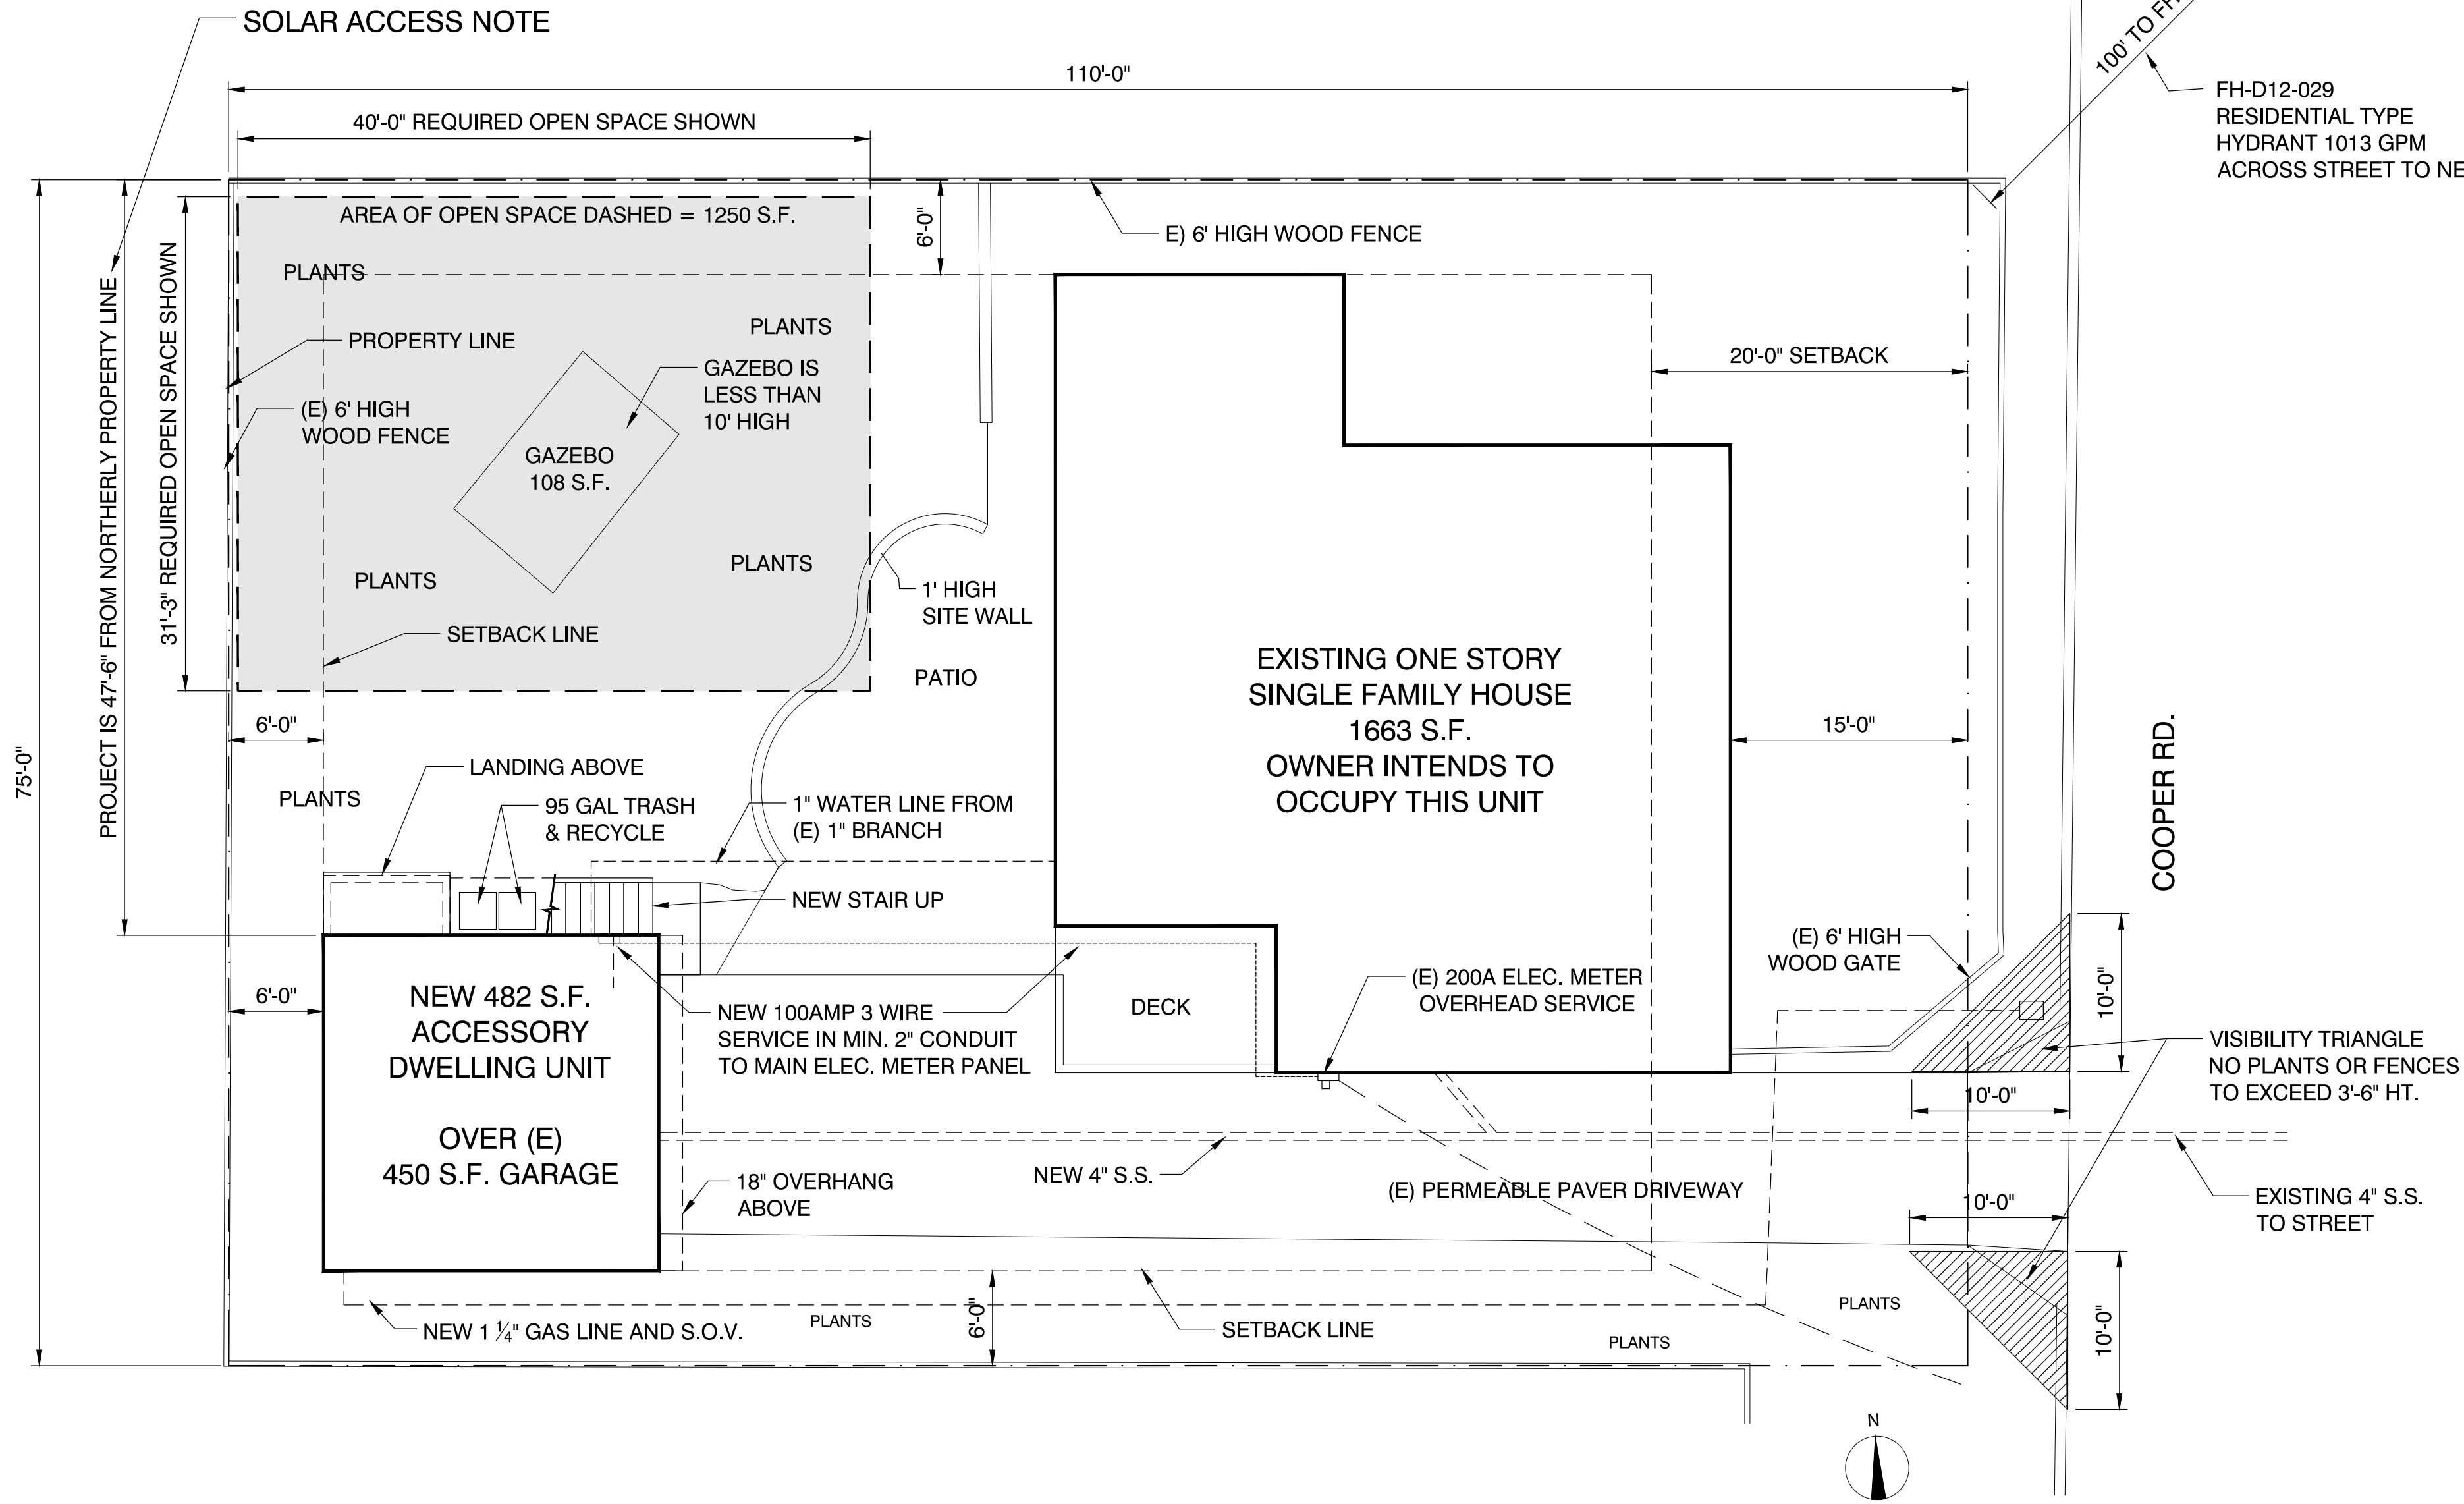 SOLAR ACCESS NOTE
100' TO FH
110'-0"
FH-D12-029
RESIDENTIAL TYPE
HYDRANT 1013 GPM
ACROSS STREET TO NE
40'-0" REQUIRED OPEN SPACE SHOWN
AREA OF OPEN SPACE DASHED = 1250 S.F.
6'-0"
E) 6' HIGH WOOD FENCE
PLANTS
PLANTS
PROPERTY LINE
20'-0" SETBACK
GAZEBO IS
LESS THAN
10' HIGH
(E) 6' HIGH
WOOD FENCE
GAZEBO
108 S.F.
PROJECT IS 47'-6" FROM NORTHERLY PROPERTY LINE
31'-3" REQUIRED OPEN SPACE SHOWN
PLANTS
PLANTS
1' HIGH
SITE WALL
SETBACK LINE
PATIO
EXISTING ONE STORY
SINGLE FAMILY HOUSE
1663 S.F.
OWNER INTENDS TO
OCCUPY THIS UNIT
6'-0"
15'-0"
75'-0"
COOPER RD.
LANDING ABOVE
PLANTS
95 GAL TRASH
& RECYCLE
1" WATER LINE FROM
(E) 1" BRANCH
NEW STAIR UP
(E) 6' HIGH
WOOD GATE
6'-0"
NEW 482 S.F.
ACCESSORY
DWELLING UNIT
OVER (E)
450 S.F. GARAGE
NEW 100AMP 3 WIRE
SERVICE IN MIN. 2" CONDUIT
TO MAIN ELEC. METER PANEL
DECK
(E) 200A ELEC. METER
OVERHEAD SERVICE
10'-0"
VISIBILITY TRIANGLE
NO PLANTS OR FENCES
TO EXCEED 3'-6" HT.
10'-0"
NEW 4" S.S.
18" OVERHANG
ABOVE
(E) PERMEABLE PAVER DRIVEWAY
10'-0"
EXISTING 4" S.S.
TO STREET
NEW 1 1/4" GAS LINE AND S.O.V.
PLANTS
6'-0"
SETBACK LINE
PLANTS
PLANTS
10'-0"
N